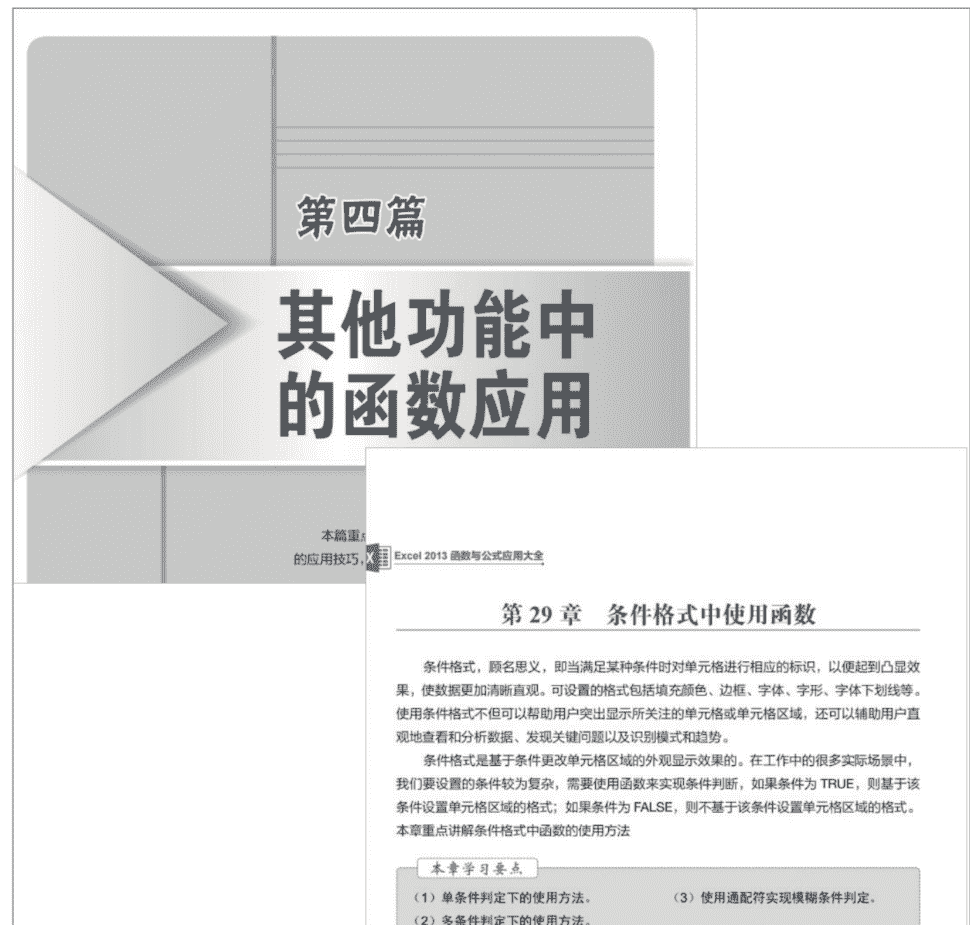 第四篇
其他功能中
的函数应用
本篇重点
的应用技巧,
Excel 2013 函数与公式应用大全
第 29 章 条件格式中使用函数
条件格式，顾名思义，即当满足某种条件时对单元格进行相应的标识，以便起到凸显效
果，使数据更加清晰直观。可设置的格式包括填充颜色、边框、字体、字形、字体下划线等。
使用条件格式不但可以帮助用户突出显示所关注的单元格或单元格区域，还可以辅助用户直
观地查看和分析数据、发现关键问题以及识别模式和趋势。
条件格式是基于条件更改单元格区域的外观显示效果的。在工作中的很多实际场景中，
我们要设置的条件较为复杂，需要使用函数来实现条件判断，如果条件为 TRUE，则基于该
条件设置单元格区域的格式；如果条件为 FALSE，则不基于该条件设置单元格区域的格式。
本章重点讲解条件格式中函数的使用方法
本章学习要点
（1）单条件判定下的使用方法。
（3）使用通配符实现模糊条件判定。
（2）多条件判定下的使用方法。